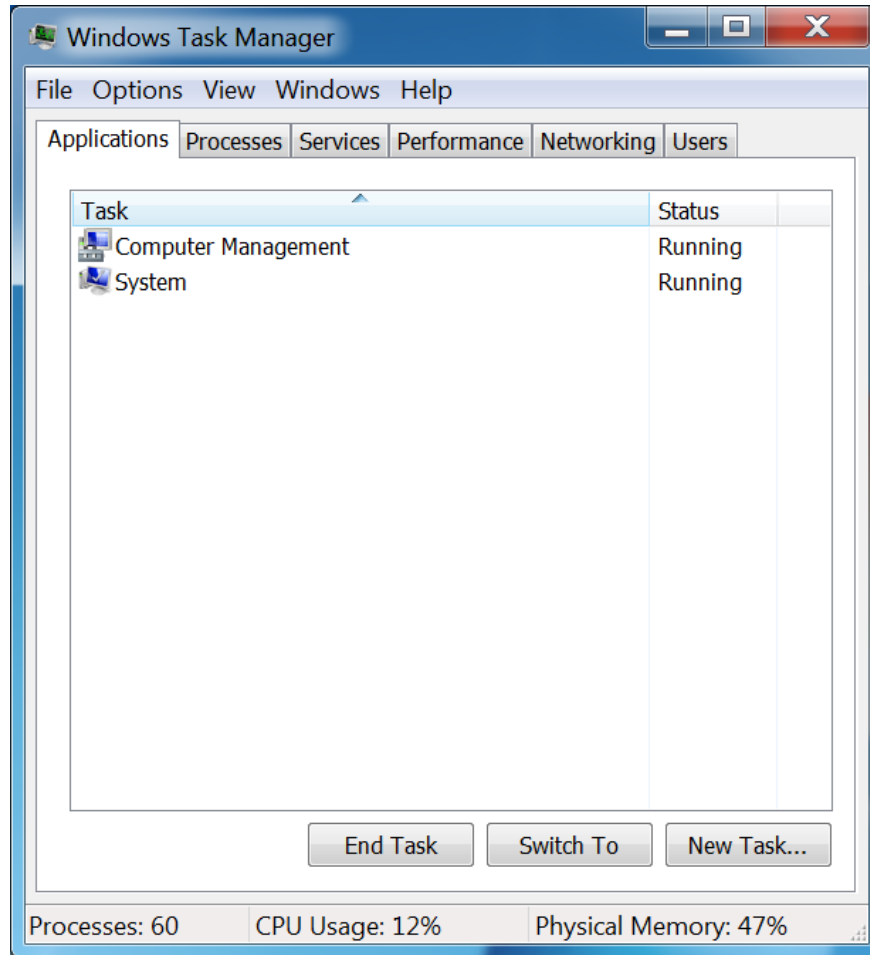 Windows Task Manager
File Options View Windows Help
Applications Processes Services Performance Networking Users
Task Status
Computer Management Running
System Running
End Task Switch To New Task...
Processes: 60 CPU Usage: 12% Physical Memory: 47%